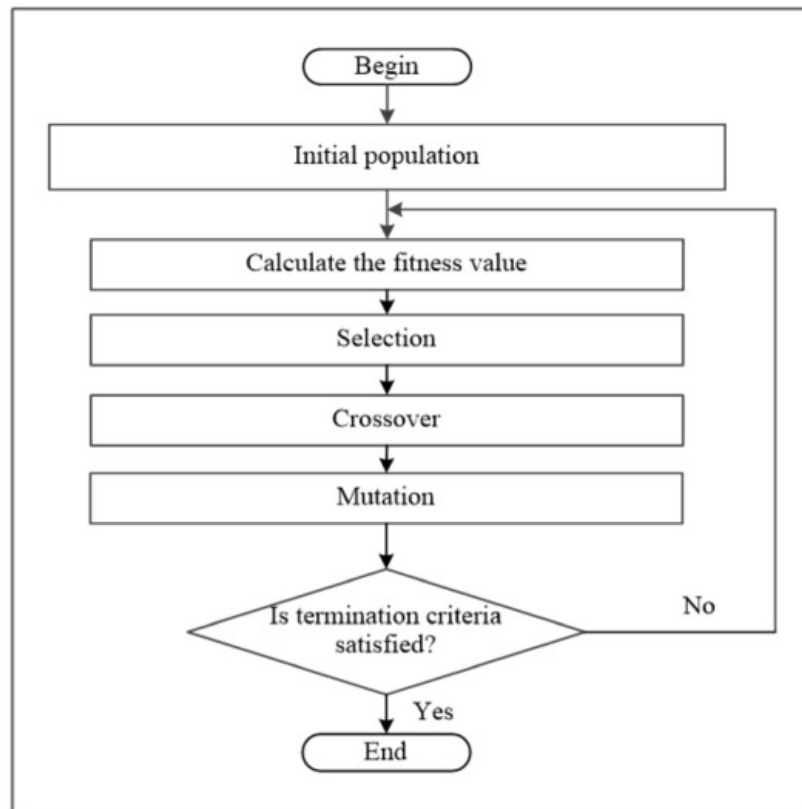 Begin
Initial population
Calculate the fitness value
Selection
Crossover
Mutation
Is termination criteria
satisfied?
No
Yes
End